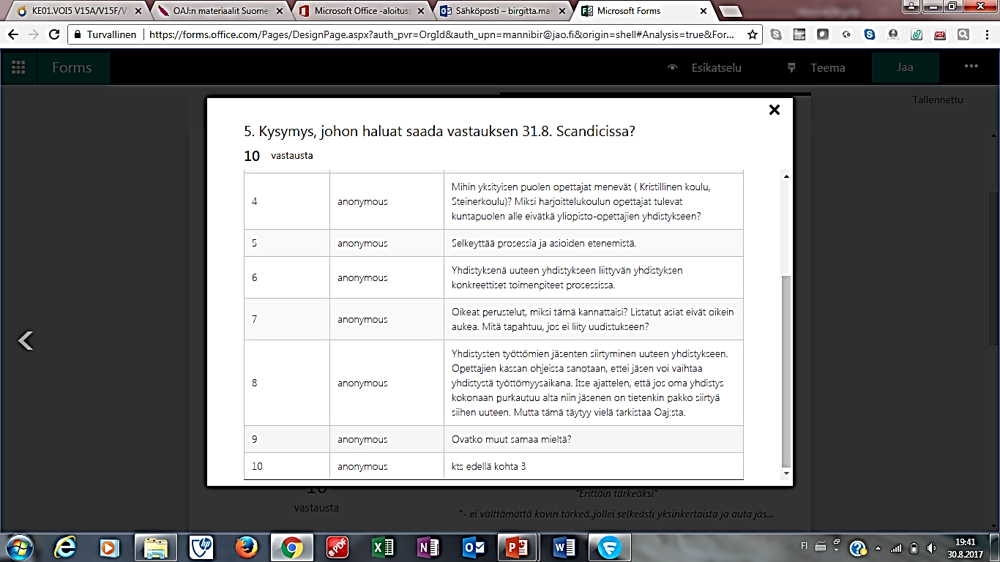 KE01.VOI5 V15A/V15F/V
OAJ:n materiaalit Suome
Microsoft Office -aloituss
Sähköposti – birgitta.ma
Microsoft Forms
Turvallinen
https://forms.office.com/Pages/DesignPage.aspx?auth_pvr=OrgId&auth_upn=mannibir@jao.fi&origin=shell#Analysis=true&For...
Forms
Esikatselu
Teema
Jaa
Tallennettu
5. Kysymys, johon haluat saada vastauksen 31.8. Scandicissa?
10 vastausta
4 anonymous
Mihin yksityisen puolen opettajat menevät ( Kristillinen koulu,
Steinerkoulu)? Miksi harjoittelukoulun opettajat tulevat
kuntapuolen alle eivätkä yliopisto-opettajien yhdistykseen?
5 anonymous Selkeyttää prosessia ja asioiden etenemistä.
6 anonymous
Yhdistyksenä uuteen yhdistykseen liittyvän yhdistyksen
konkreettiset toimenpiteet prosessissa.
7 anonymous
Oikeat perustelut, miksi tämä kannattaisi? Listatut asiat eivät oikein
aukea. Mitä tapahtuu, jos ei liity uudistukseen?
8 anonymous
Yhdistysten työttömien jäsenten siirtyminen uuteen yhdistykseen.
Opettajien kassan ohjeissa sanotaan, ettei jäsen voi vaihtaa
yhdistystä työttömyysaikana. Itse ajattelen, että jos oma yhdistys
kokonaan purkautuu alta niin jäsenen on tietenkin pakko siirtyä
siihen uuteen. Mutta tämä täytyy vielä tarkistaa Oaj:sta.
9 anonymous Ovatko muut samaa mieltä?
10 anonymous kts edellä kohta 3
10
vastausta
"Erittäin tärkeäksi"
"- ei välttämättä kovin tärkeä..jollei selkeästi yksinkertaista ja auta jäs...
FI
19:41
30.8.2017